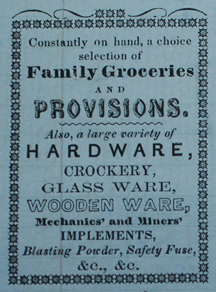 Constantly on hand, a choice
selection of
Family Groceries
AND
PROVISIONS.
Also, a large variety of
HARDWARE,
CROCKERY,
GLASS WARE,
WOODEN WARE,
Mechanics' and Miners'
IMPLEMENTS,
Blasting Powder, Safety Fuse,
&c., &c.